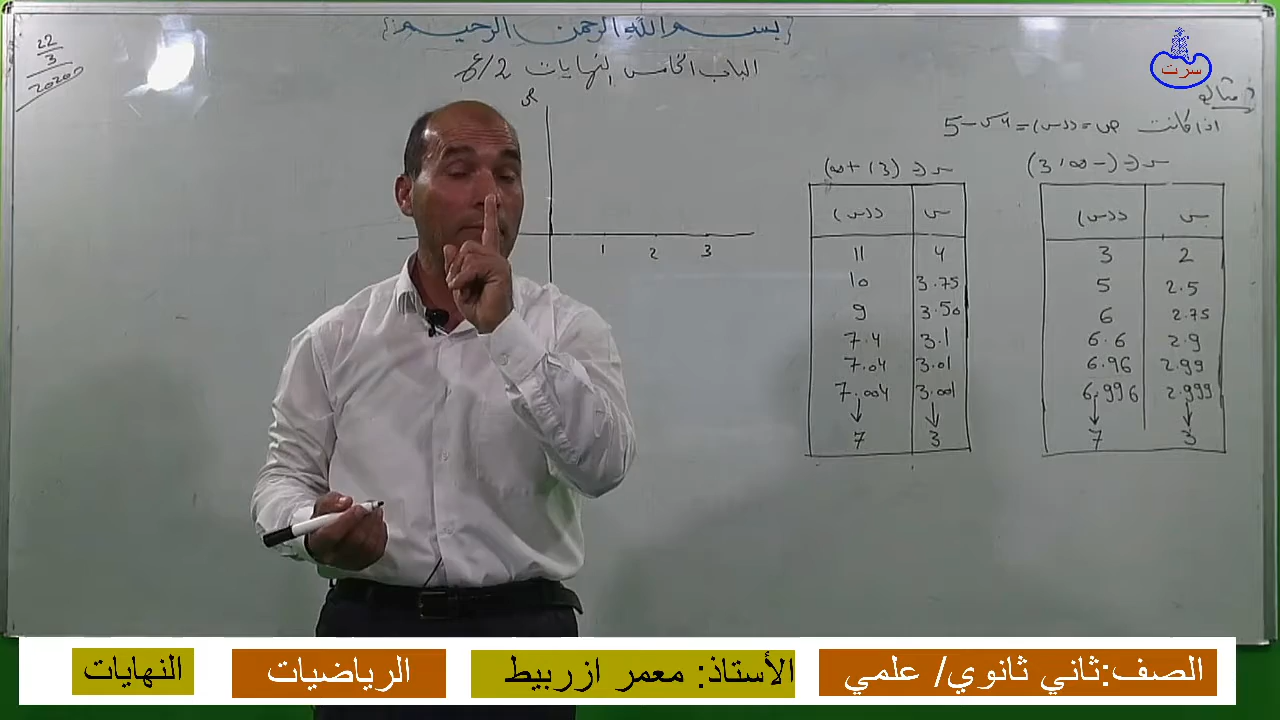 {بسم الله الرحمن الرحيم}
22
3
2020
الباب الخامس النهايات 2/ع
سرت
مثال
اذا كانت ص = د(س) = 4س - 5
س ∈ (-∞، 3)
س د(س)
2 3
2.5 5
2.75 6
2.9 6.6
2.99 6.96
2.999 6.996
↓ ↓
3 7
س ∈ (3، +∞)
س د(س)
4 11
3.75 10
3.50 9
3.1 7.4
3.01 7.04
3.001 7.004
↓ ↓
3 7
1 2 3
الصف:ثاني ثانوي/ علمي
الأستاذ: معمر ازربيط
الرياضيات
النهايات